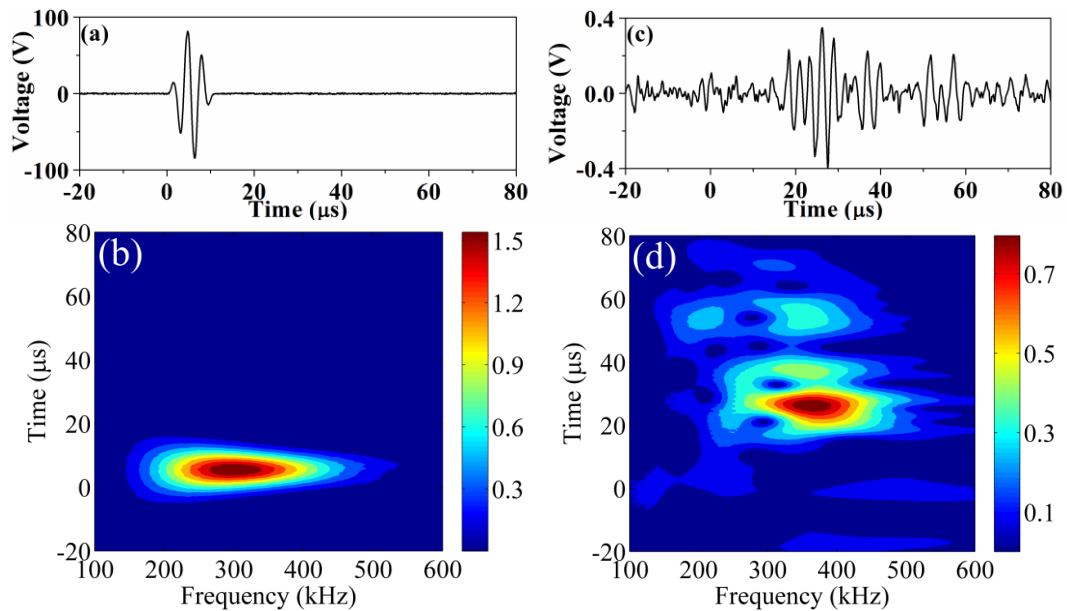 (a)
Voltage (V)
100
0
-100
-20 0 20 40 60 80
Time (μs)
(c)
Voltage (V)
0.4
0.0
-0.4
-20 0 20 40 60 80
Time (μs)
(b)
Time (μs)
80
60
40
20
0
-20
100 200 300 400 500 600
Frequency (kHz)
1.5
1.2
0.9
0.6
0.3
(d)
Time (μs)
80
60
40
20
0
-20
100 200 300 400 500 600
Frequency (kHz)
0.7
0.5
0.3
0.1